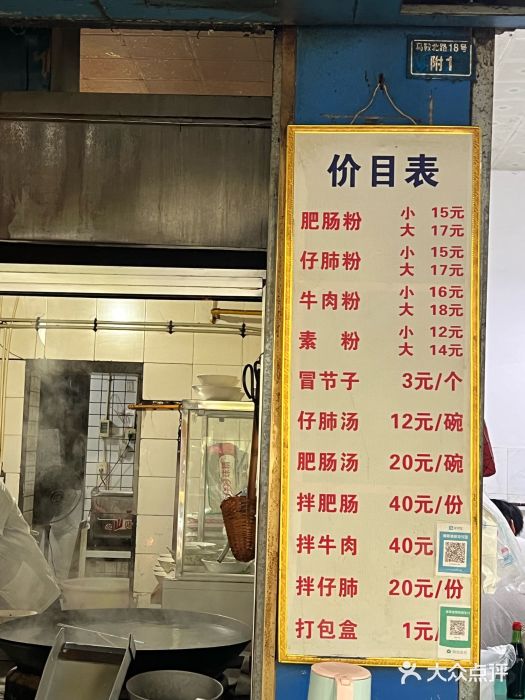 马鞍北路18号
附1
价目表
肥肠粉 小 15元
大 17元
仔肺粉 小 15元
大 17元
牛肉粉 小 16元
大 18元
素 粉 小 12元
大 14元
冒节子 3元/个
仔肺汤 12元/碗
肥肠汤 20元/碗
拌肥肠 40元/份
拌牛肉 40元
拌仔肺 20元/份
打包盒 1元/
大众点评